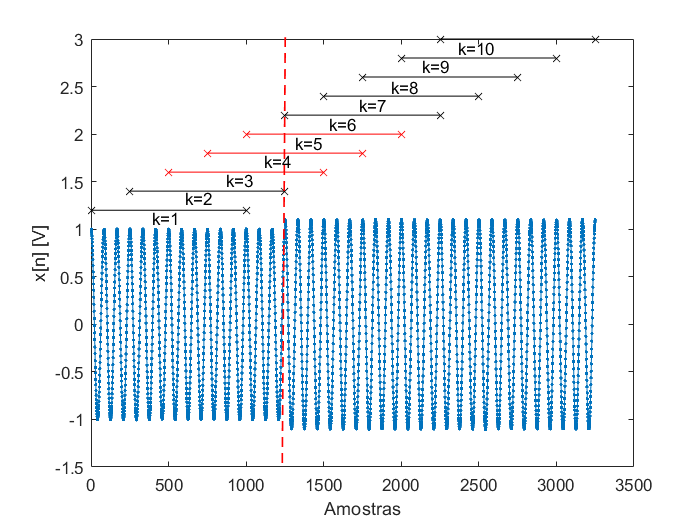 3
k=10
k=9
2.5
k=8
k=7
2
k=6
k=5
k=4
1.5
k=3
k=2
k=1
1
0.5
0
-0.5
-1
-1.5
x[n] [V]
0 500 1000 1500 2000 2500 3000 3500
Amostras